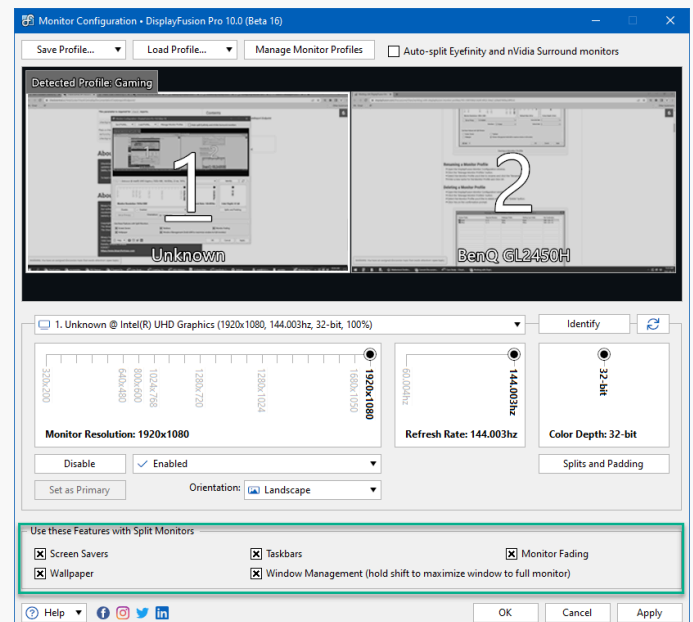 Monitor Configuration • DisplayFusion Pro 10.0 (Beta 16)
Save Profile... Load Profile... Manage Monitor Profiles Auto-split Eyefinity and nVidia Surround monitors
Detected Profile: Gaming
1 2
Unknown BenQ GL2450H
1. Unknown @ Intel(R) UHD Graphics (1920x1080, 144.003hz, 32-bit, 100%) Identify
320x200 640x480 800x600 1024x768 1280x720 1280x1024 1680x1050 1920x1080 60.004hz 144.003hz 32-bit
Monitor Resolution: 1920x1080 Refresh Rate: 144.003hz Color Depth: 32-bit
Disable Enabled Splits and Padding
Set as Primary Orientation: Landscape
Use these Features with Split Monitors
Screen Savers Taskbars Monitor Fading
Wallpaper Window Management (hold shift to maximize window to full monitor)
Help OK Cancel Apply